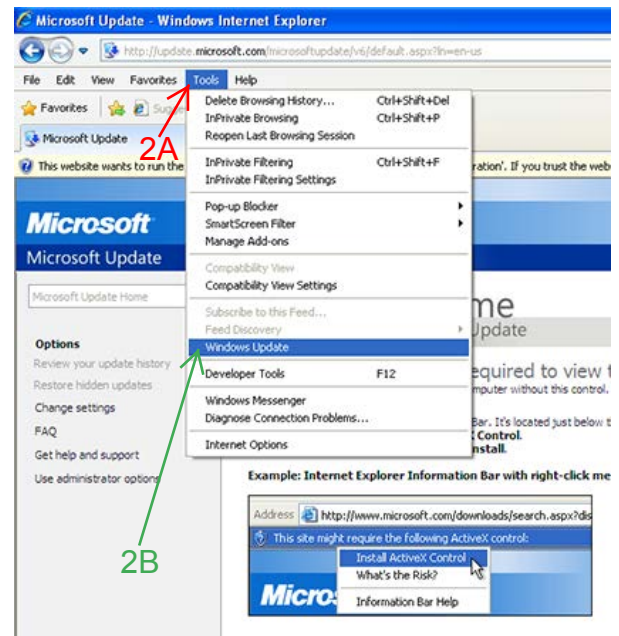 Microsoft Update - Windows Internet Explorer
http://update.microsoft.com/microsoftupdate/v6/default.aspx?ln=en-us
File Edit View Favorites Tools Help
Favorites
Microsoft Update
2A
This website wants to run the
ration'. If you trust the web
Delete Browsing History... Ctrl+Shift+Del
InPrivate Browsing Ctrl+Shift+P
Reopen Last Browsing Session
InPrivate Filtering Ctrl+Shift+F
InPrivate Filtering Settings
Pop-up Blocker
SmartScreen Filter
Manage Add-ons
Compatibility View
Compatibility View Settings
Subscribe to this Feed...
Feed Discovery
Windows Update
Developer Tools F12
Windows Messenger
Diagnose Connection Problems...
Internet Options
Microsoft
Microsoft Update
Microsoft Update Home
Options
Review your update history
Restore hidden updates
Change settings
FAQ
Get help and support
Use administrator options
2B
me
Update
equired to view t
mputer without this control.
Bar. It's located just below t
Control.
nstall.
Example: Internet Explorer Information Bar with right-click me
Address http://www.microsoft.com/downloads/search.aspx?dis
This site might require the following ActiveX control:
Install ActiveX Control
What's the Risk?
Information Bar Help
Micro